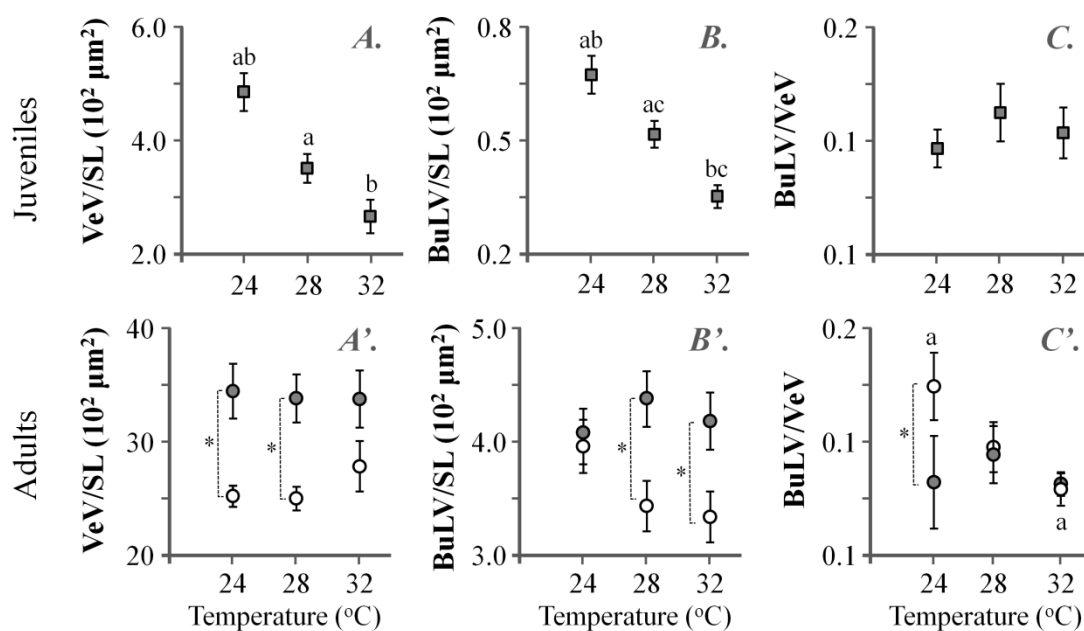 Juveniles
VeV/SL (10² µm²)
6.0
4.0
2.0
A.
ab
a
b
24 28 32
BuLV/SL (10² µm²)
0.8
0.5
0.2
B.
ab
ac
bc
24 28 32
BuLV/VeV
0.2
0.1
0.1
C.
24 28 32
Adults
VeV/SL (10² µm²)
40
30
20
A'.
*
*
24 28 32
Temperature (ºC)
BuLV/SL (10² µm²)
5.0
4.0
3.0
B'.
*
*
24 28 32
Temperature (ºC)
BuLV/VeV
0.2
0.1
0.1
C'.
a
*
a
24 28 32
Temperature (ºC)